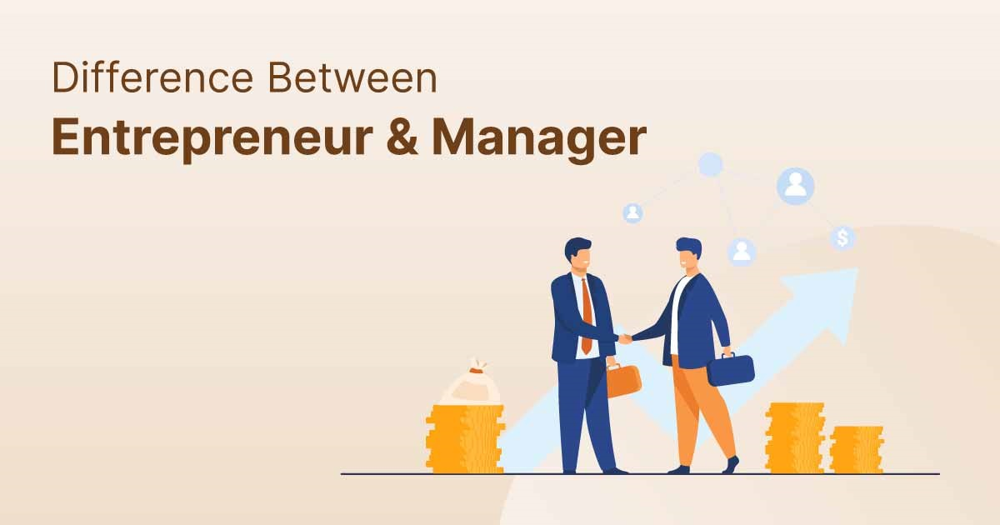 Difference Between
Entrepreneur & Manager
$